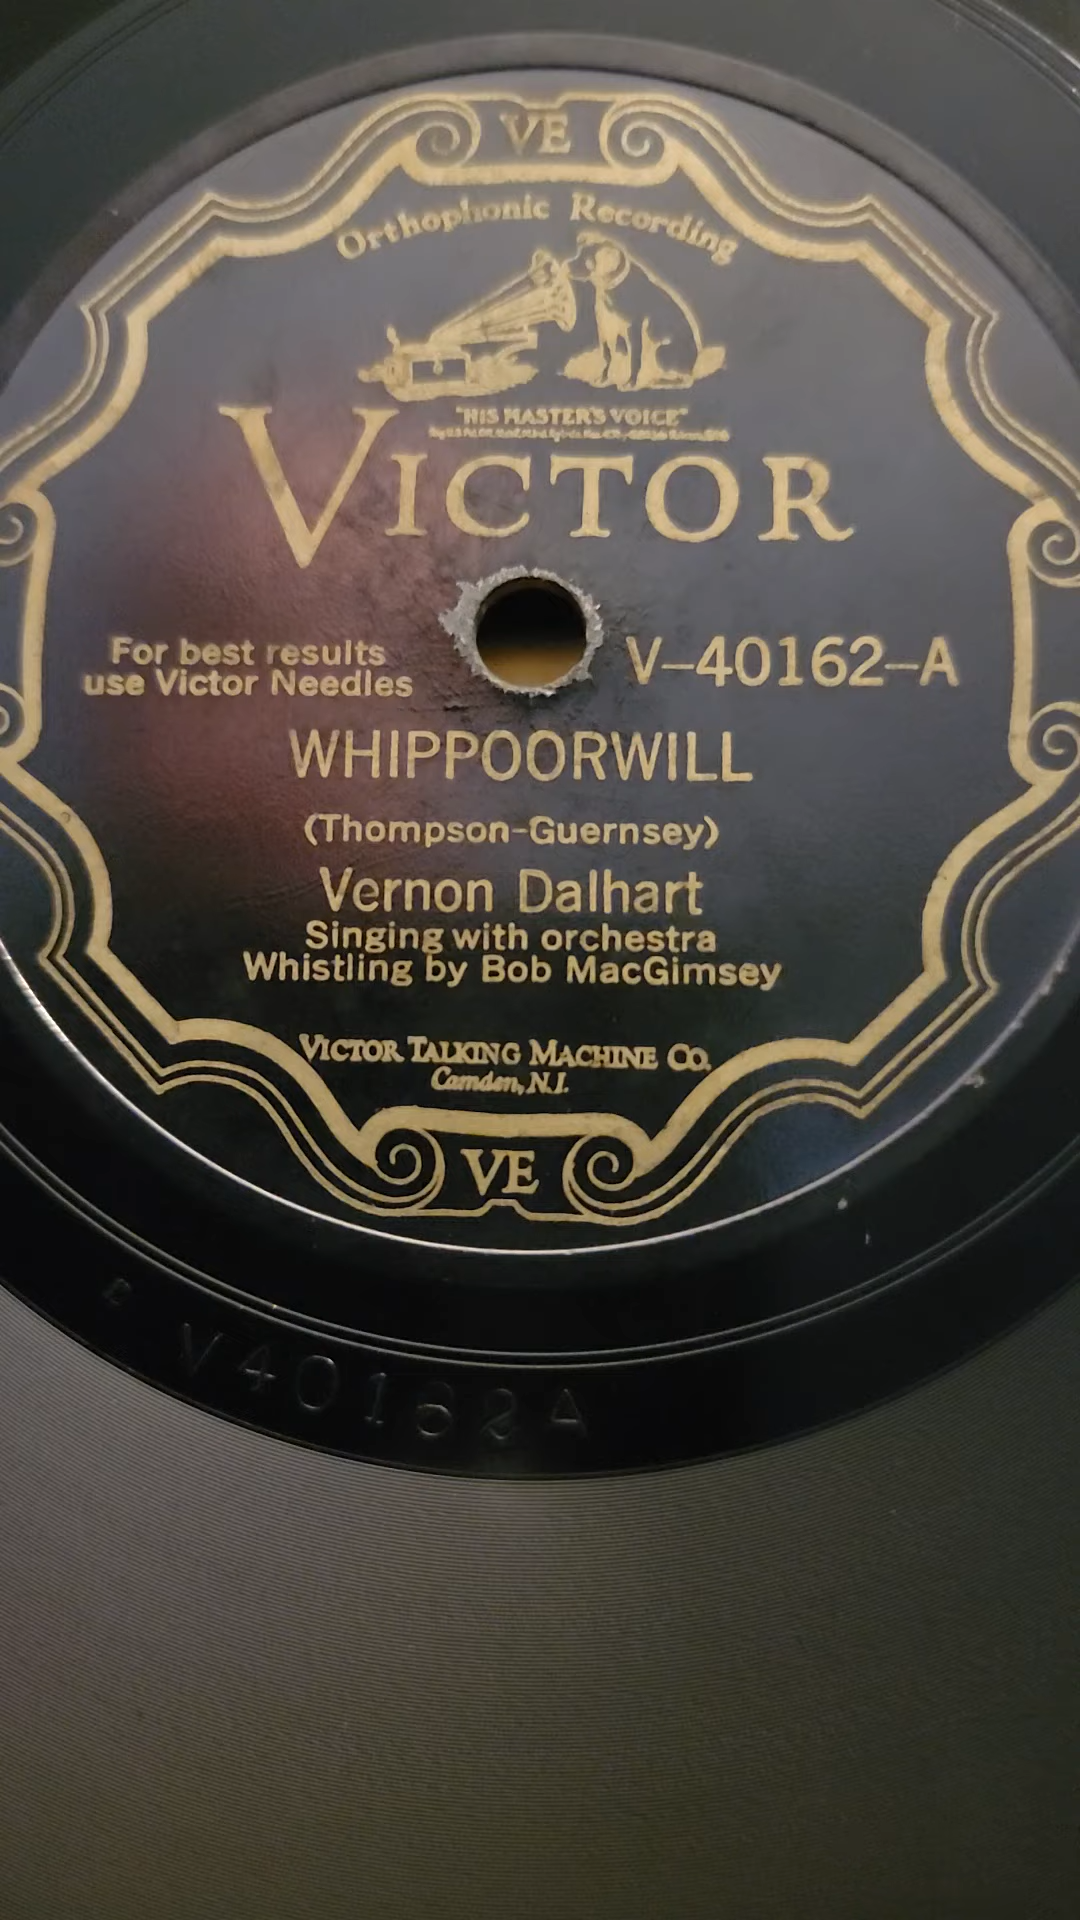 VE
Orthophonic Recording
"HIS MASTER'S VOICE"
VICTOR
For best results
use Victor Needles
V-40162-A
WHIPPOORWILL
(Thompson-Guernsey)
Vernon Dalhart
Singing with orchestra
Whistling by Bob MacGimsey
VICTOR TALKING MACHINE CO.
Camden, N.J.
VE
V40162A